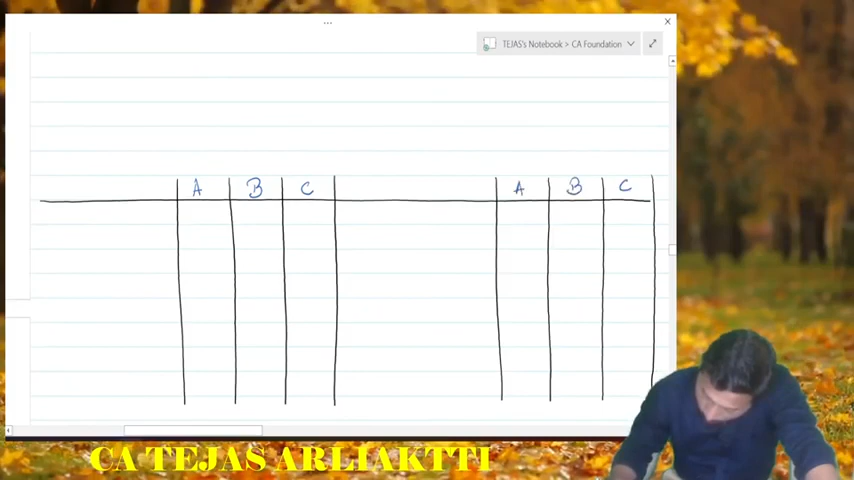 TEJAS's Notebook > CA Foundation
A B C A B C
CA TEJAS ARLIAKTTI